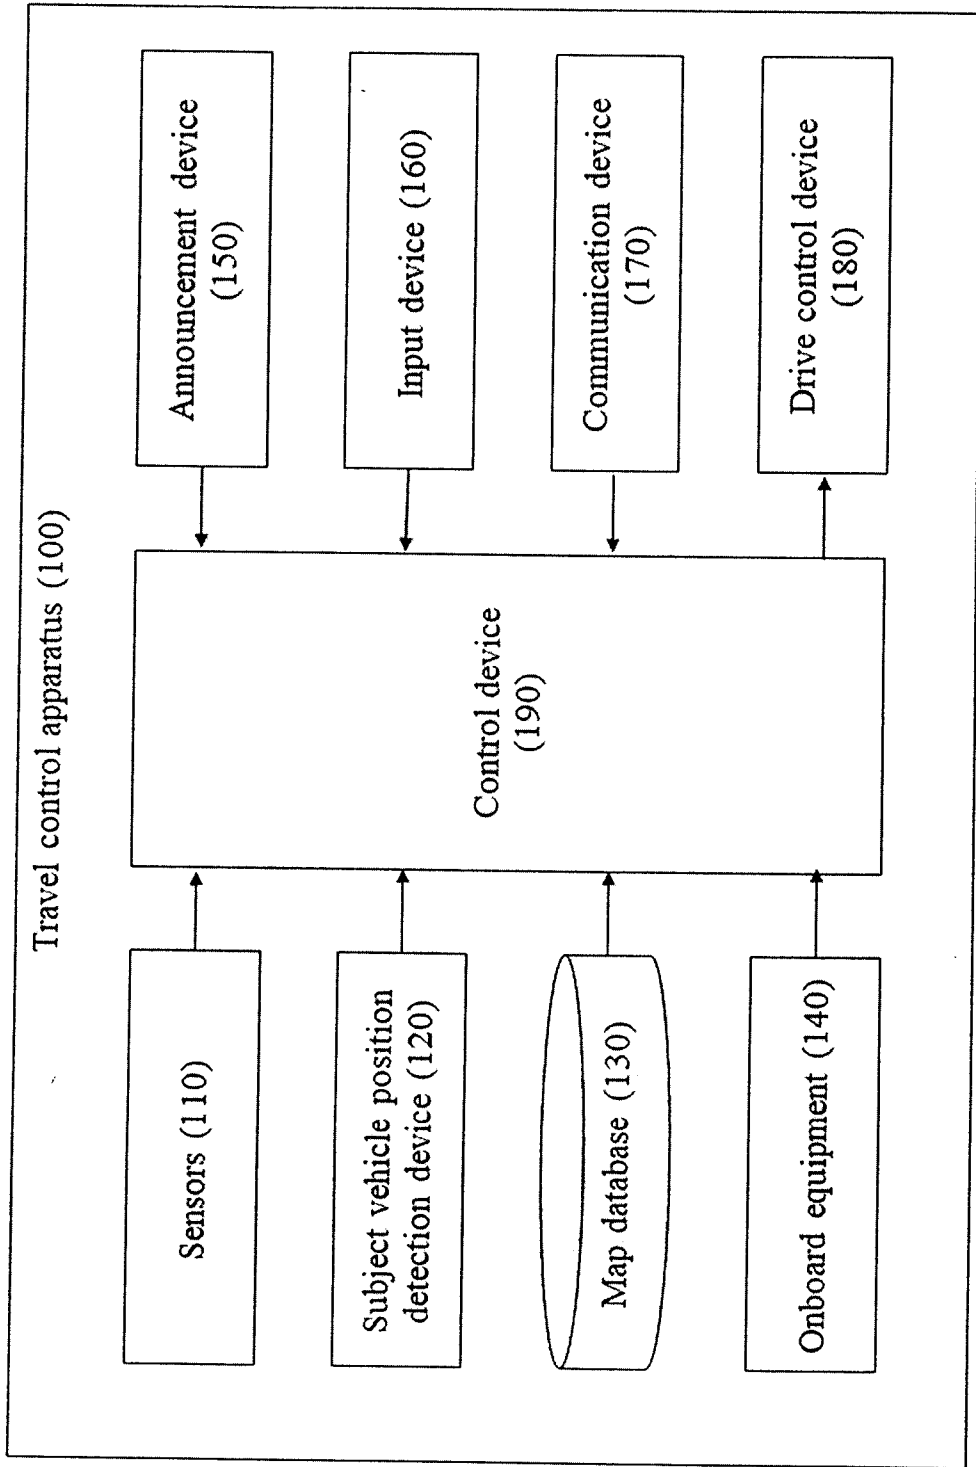 Travel control apparatus (100)
Sensors (110)
Subject vehicle position
detection device (120)
Map database (130)
Onboard equipment (140)
Control device
(190)
Announcement device
(150)
Input device (160)
Communication device
(170)
Drive control device
(180)